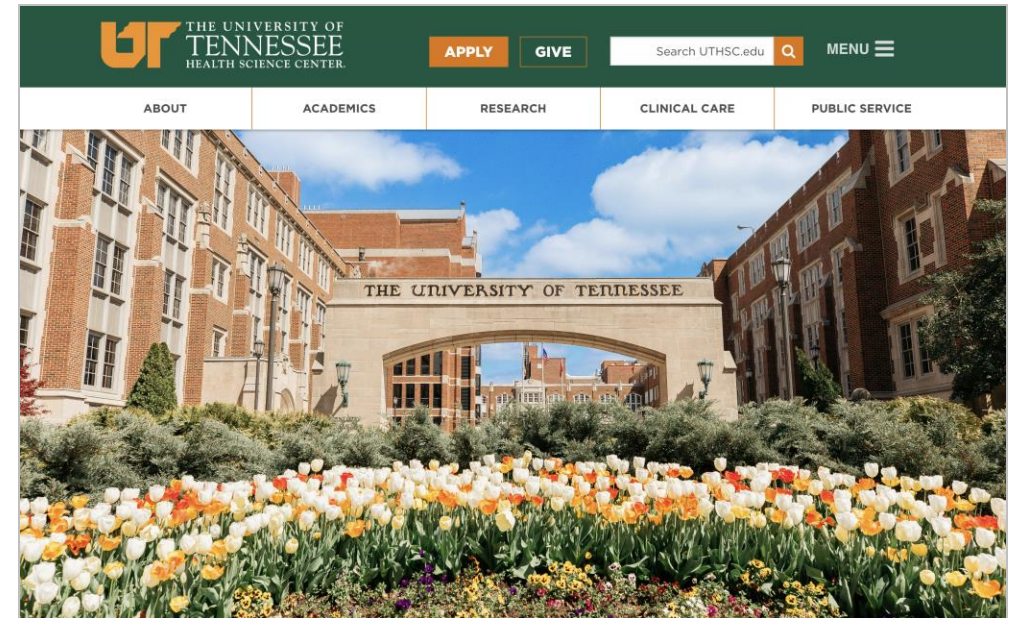 UT
THE UNIVERSITY OF
TENNESSEE
HEALTH SCIENCE CENTER.
APPLY
GIVE
Search UTHSC.edu
MENU
ABOUT
ACADEMICS
RESEARCH
CLINICAL CARE
PUBLIC SERVICE
THE UNIVERSITY OF TENNESSEE